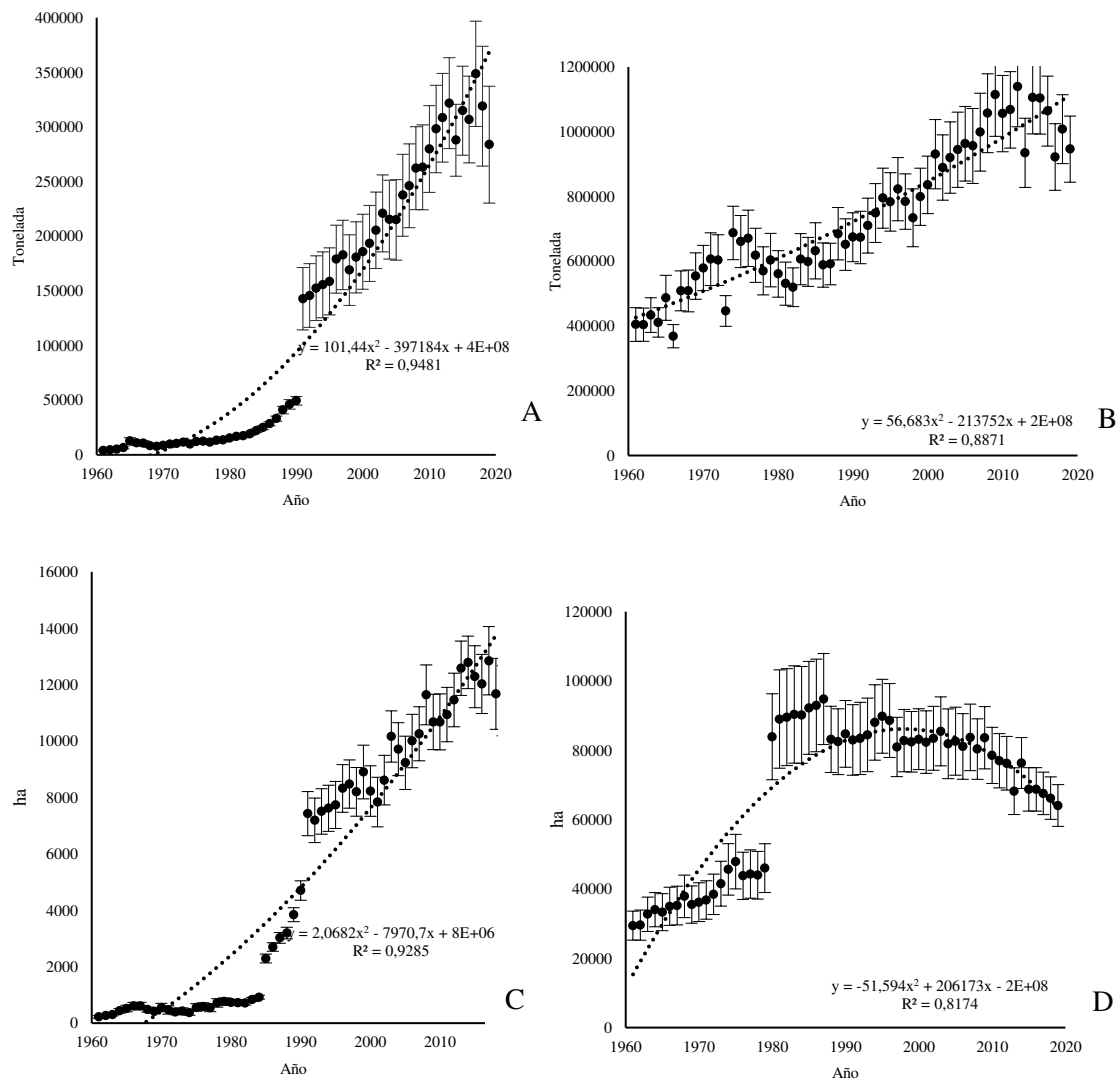 400000
350000
300000
250000
200000
150000
100000
50000
0
Tonelada
1960 1970 1980 1990 2000 2010 2020
Año
y = 101,44x² - 397184x + 4E+08
R² = 0,9481
A
1200000
1000000
800000
600000
400000
200000
0
Tonelada
1960 1970 1980 1990 2000 2010 2020
Año
y = 56,683x² - 213752x + 2E+08
R² = 0,8871
B
16000
14000
12000
10000
8000
6000
4000
2000
0
ha
1960 1970 1980 1990 2000 2010
Año
y = 2,0682x² - 7970,7x + 8E+06
R² = 0,9285
C
120000
100000
80000
60000
40000
20000
0
ha
1960 1970 1980 1990 2000 2010 2020
Año
y = -51,594x² + 206173x - 2E+08
R² = 0,8174
D